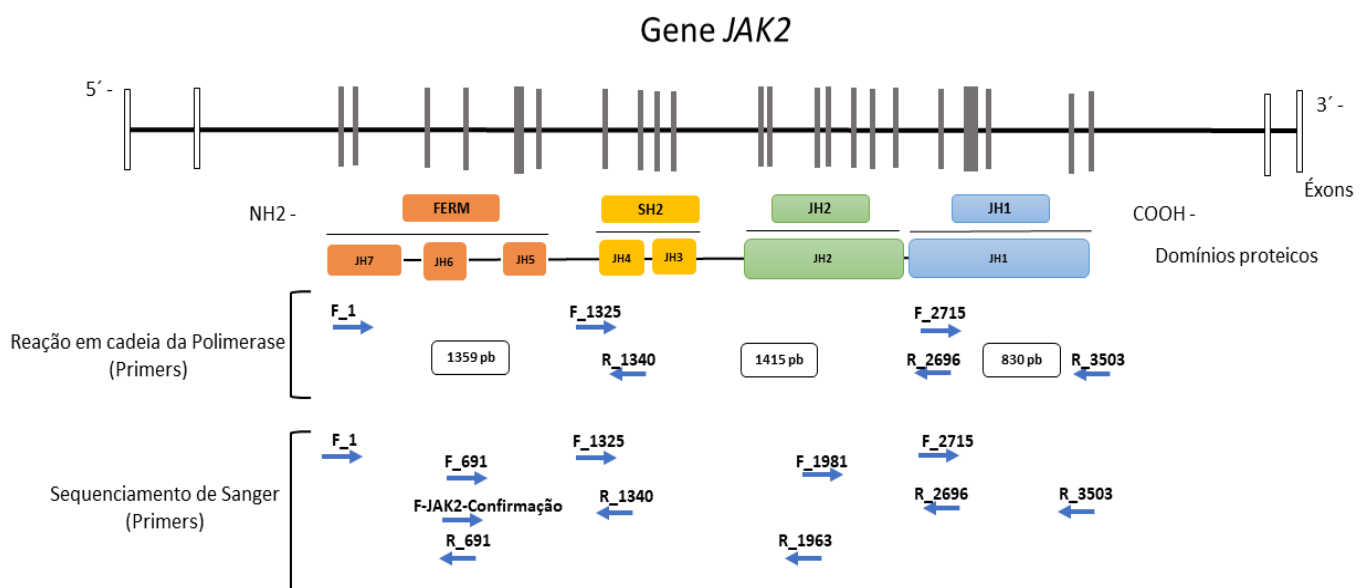 Gene JAK2
5´ -
3´ -
Éxons
NH2 -
FERM
SH2
JH2
JH1
COOH -
JH7
JH6
JH5
JH4
JH3
JH2
JH1
Domínios proteicos
Reação em cadeia da Polimerase
(Primers)
F_1
F_1325
F_2715
1359 pb
R_1340
1415 pb
R_2696
830 pb
R_3503
Sequenciamento de Sanger
(Primers)
F_1
F_1325
F_2715
F_691
F_1981
F-JAK2-Confirmação
R_1340
R_2696
R_3503
R_691
R_1963